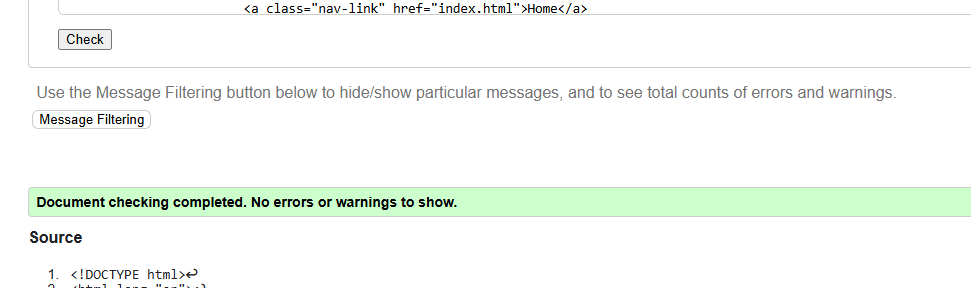 <a class="nav-link" href="index.html">Home</a>
Check
Use the Message Filtering button below to hide/show particular messages, and to see total counts of errors and warnings.
Message Filtering
Document checking completed. No errors or warnings to show.
Source
1. <!DOCTYPE html>↩